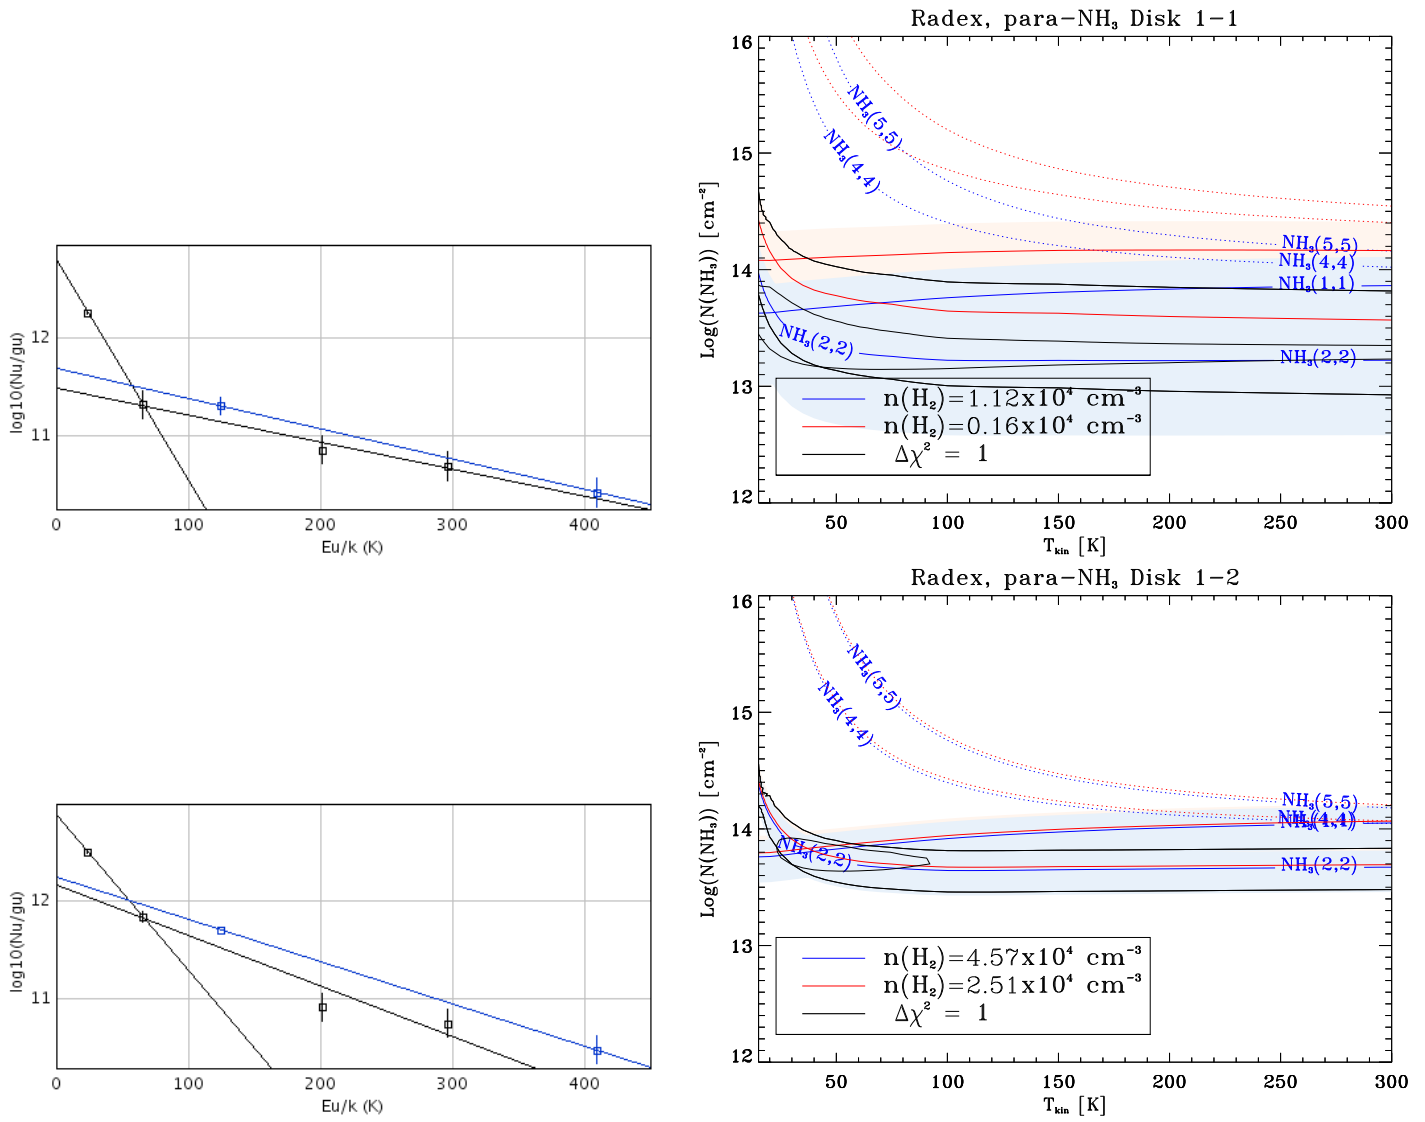 Radex, para-NH₃ Disk 1-1
16
15
14
13
12
Log(N(NH₃)) [cm⁻²]
NH₃(5,5)
NH₃(4,4)
NH₃(5,5)
NH₃(4,4)
NH₃(1,1)
NH₃(2,2)
NH₃(2,2)
n(H₂)=1.12x10⁴ cm⁻³
n(H₂)=0.16x10⁴ cm⁻³
Δχ² = 1
50 100 150 200 250 300
T_kin [K]
log10(Nu/gu)
12
11
0 100 200 300 400
Eu/k (K)
Radex, para-NH₃ Disk 1-2
16
15
14
13
12
Log(N(NH₃)) [cm⁻²]
NH₃(5,5)
NH₃(4,4)
NH₃(5,5)
NH₃(4,4)
NH₃(2,2)
NH₃(2,2)
n(H₂)=4.57x10⁴ cm⁻³
n(H₂)=2.51x10⁴ cm⁻³
Δχ² = 1
50 100 150 200 250 300
T_kin [K]
log10(Nu/gu)
12
11
0 100 200 300 400
Eu/k (K)